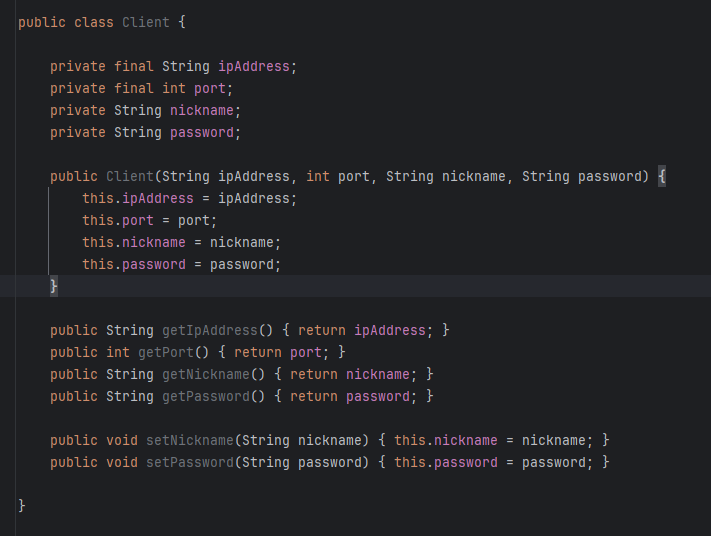 public class Client {
private final String ipAddress;
private final int port;
private String nickname;
private String password;
public Client(String ipAddress, int port, String nickname, String password) {
this.ipAddress = ipAddress;
this.port = port;
this.nickname = nickname;
this.password = password;
}
public String getIpAddress() { return ipAddress; }
public int getPort() { return port; }
public String getNickname() { return nickname; }
public String getPassword() { return password; }
public void setNickname(String nickname) { this.nickname = nickname; }
public void setPassword(String password) { this.password = password; }
}